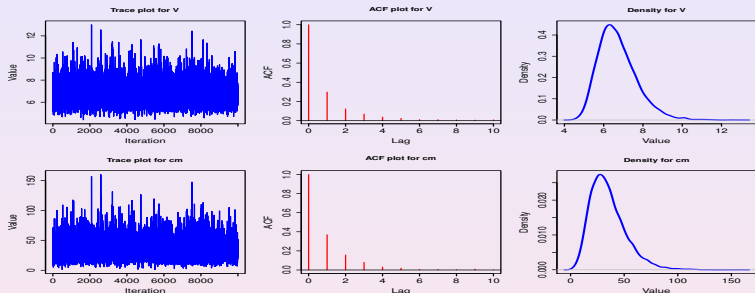 Trace plot for V
Value
6 8 10 12
0 2000 4000 6000 8000
Iteration
ACF plot for V
ACF
0.0 0.2 0.4 0.6 0.8 1.0
0 2 4 6 8 10
Lag
Density for V
Density
0.0 0.1 0.2 0.3 0.4
4 6 8 10 12
Value
Trace plot for cm
Value
0 50 100 150
0 2000 4000 6000 8000
Iteration
ACF plot for cm
ACF
0.0 0.2 0.4 0.6 0.8 1.0
0 2 4 6 8 10
Lag
Density for cm
Density
0.000 0.010 0.020
0 50 100 150
Value